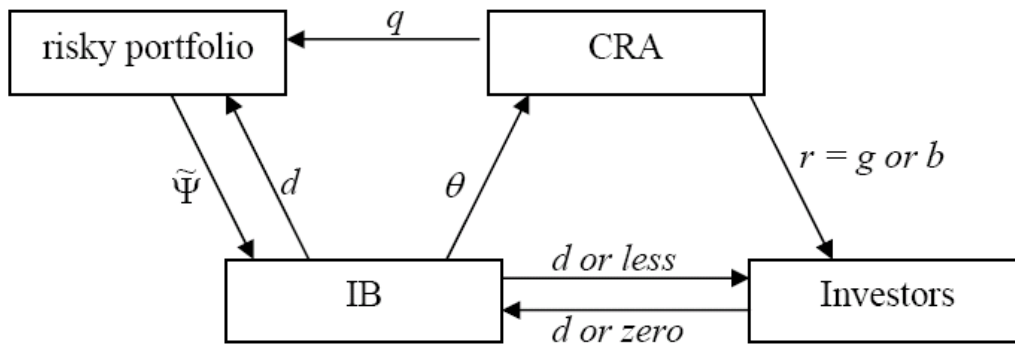 risky portfolio
q
CRA
Ψ̃
d
θ
r = g or b
IB
d or less
d or zero
Investors